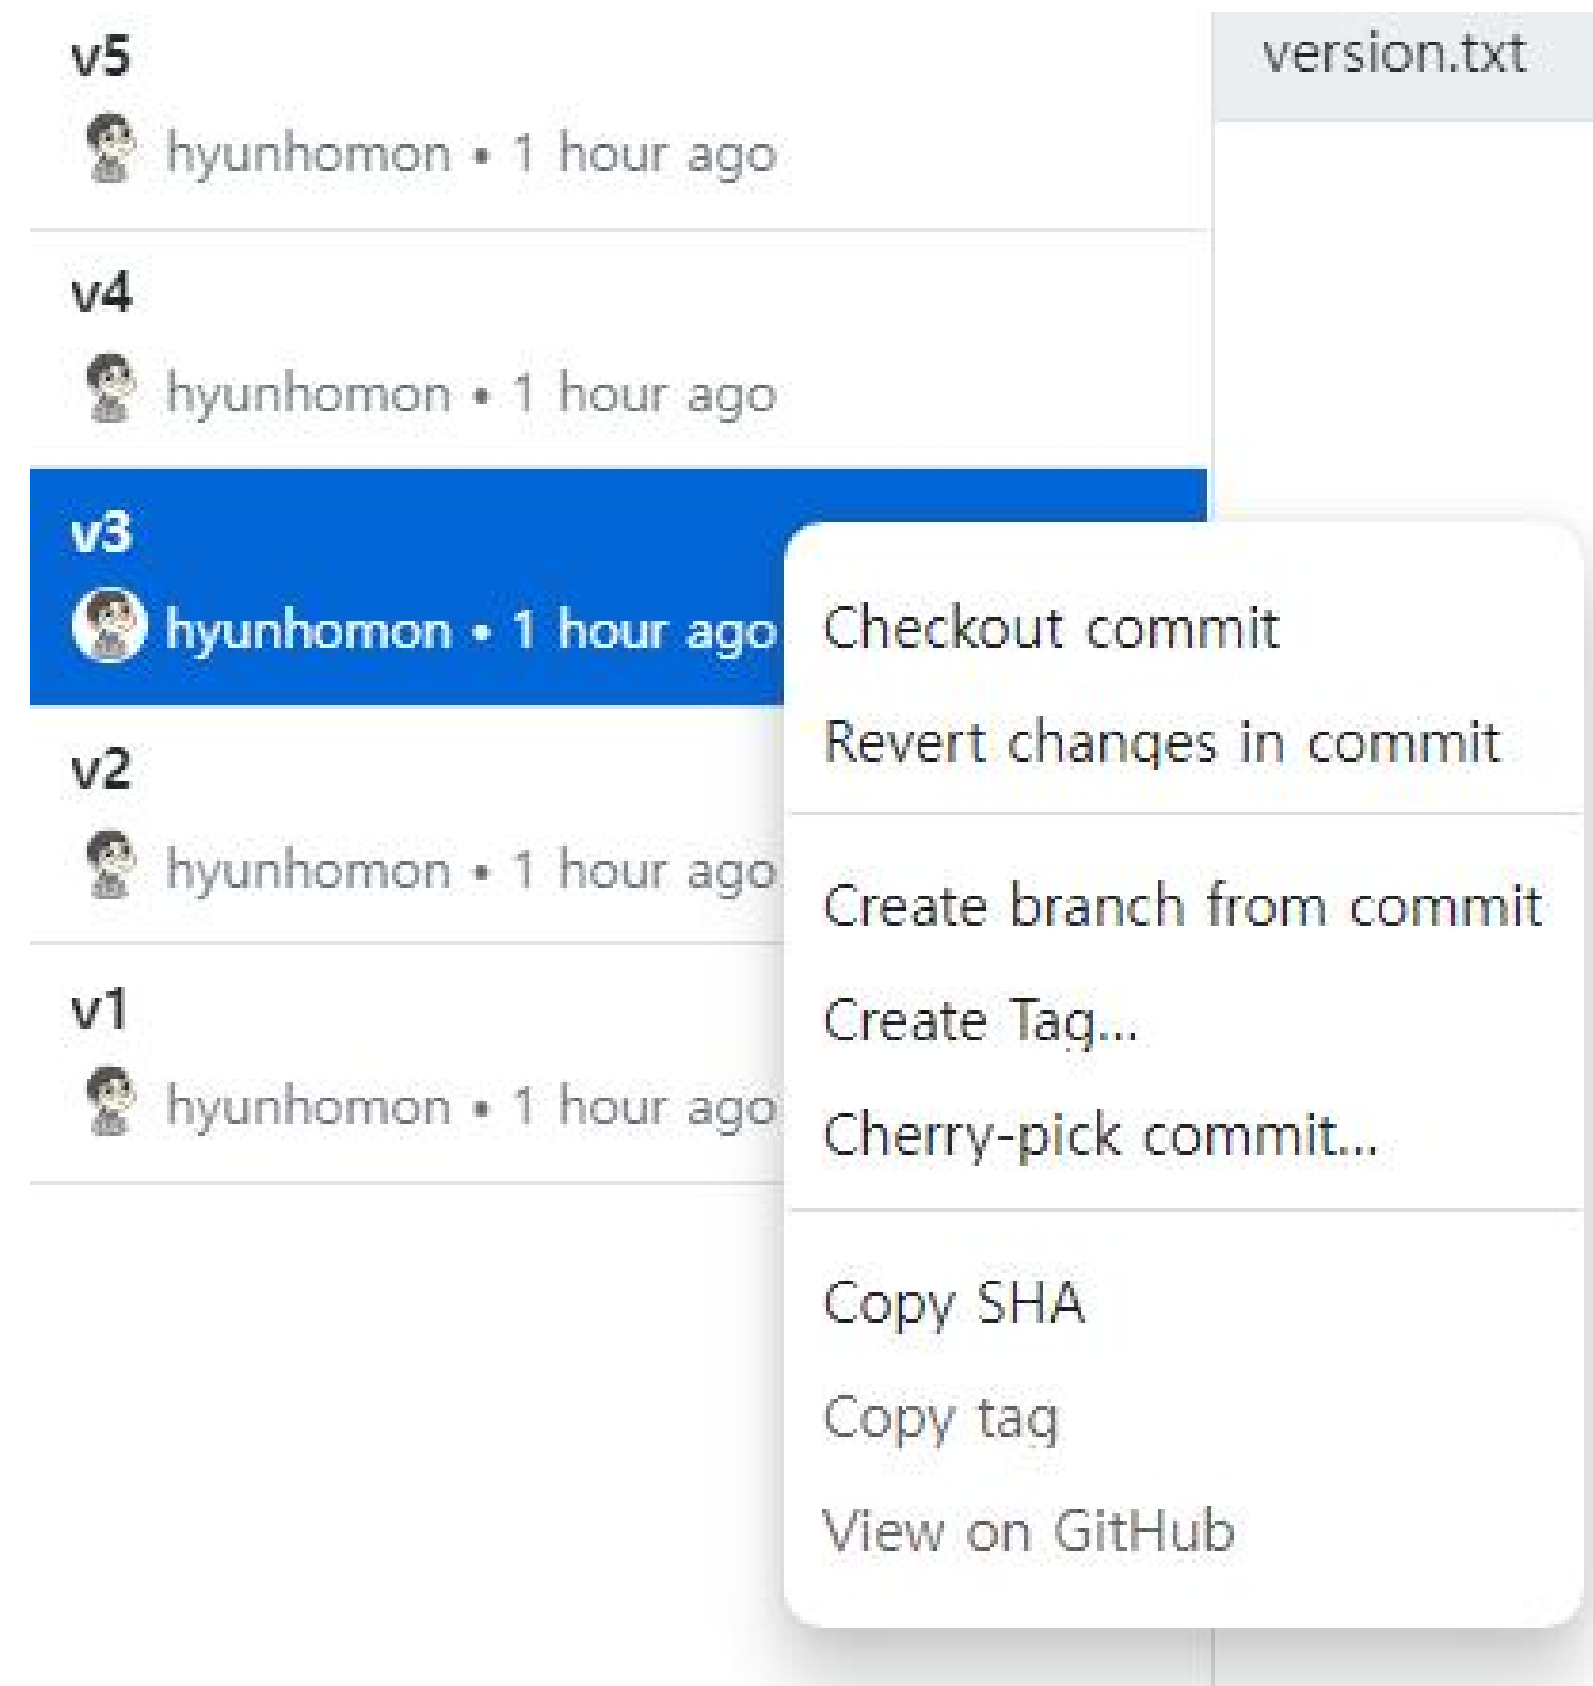 v5
version.txt
hyunhomon • 1 hour ago
v4
hyunhomon • 1 hour ago
v3
hyunhomon • 1 hour ago
v2
hyunhomon • 1 hour ago
v1
hyunhomon • 1 hour ago
Checkout commit
Revert changes in commit
Create branch from commit
Create Tag...
Cherry-pick commit...
Copy SHA
Copy tag
View on GitHub